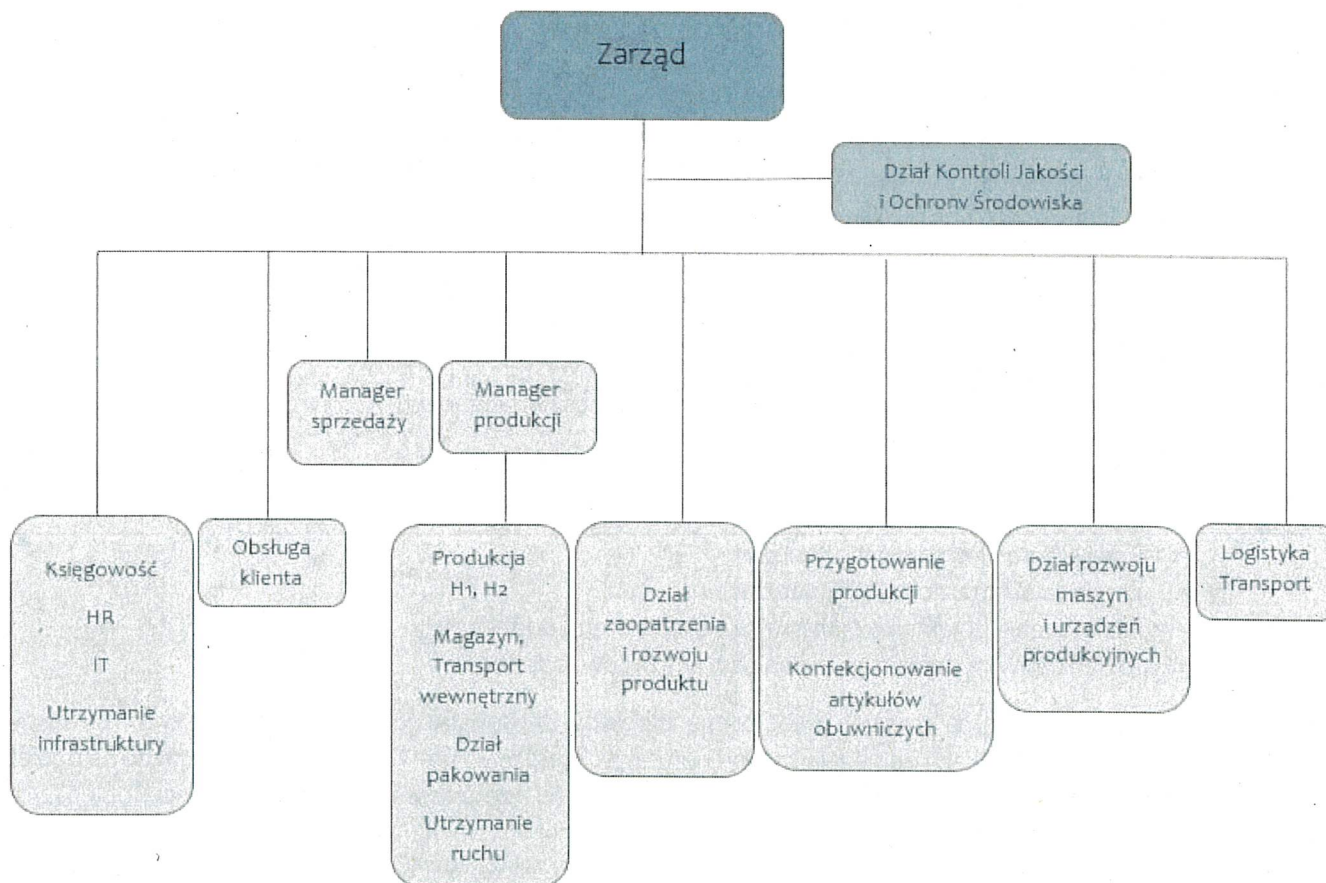 Zarząd
Dział Kontroli Jakości
i Ochrony Środowiska
Manager
sprzedaży
Manager
produkcji
Księgowość
HR
IT
Utrzymanie
infrastruktury
Obsługa
klienta
Produkcja
H1, H2
Magazyn,
Transport
wewnętrzny
Dział
pakowania
Utrzymanie
ruchu
Dział
zaopatrzenia
i rozwoju
produktu
Przygotowanie
produkcji
Konfekcjonowanie
artykułów
obuwniczych
Dział rozwoju
maszyn
i urządzeń
produkcyjnych
Logistyka
Transport